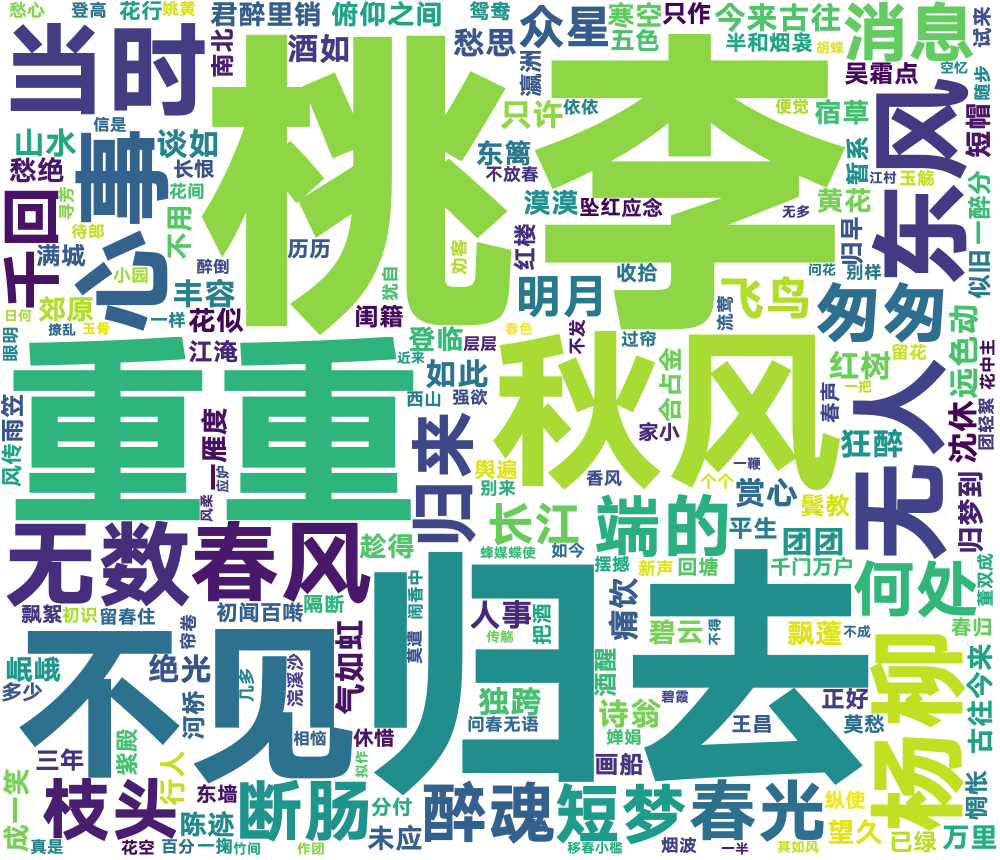 愁心
登高
花行
姚黄
君醉里销
俯仰之间
鸳鸯
众星
寒空
只作
今来古往
消息
试来
当时
南北
酒如
愁思
五色
半和烟袅
胡蝶
桃李
瀛洲
吴霜点
空忆
随步
东风
短帽
信是
山水
谈如
心事
愁绝
长恨
花间
寻芳
只许
依依
便觉
宿草
东篱
不放春
暂系
江村
玉筯
醉分
一
千回
待郎
不用
漠漠
坠红应念
无多
黄花
归早
满城
历历
劝客
红楼
小园
醉倒
犹自
收拾
问花
别样
似旧
丰容
明月
飞鸟
流莺
匆匆
远色动
日何
郊原
撩乱
玉骨
一样
花似
闺籍
春色
不发
过帘
留花
眼明
江淹
登临
层层
近来
红树
花中主
重重
如此
秋风
合占金
一把
无人
西山
强欲
春声
沈休
团轻絮
雨笠
风传
一雁度
应妒
风柔
归来
家小
狂醉
舆遍
别来
香风
个个
一鞭
赏心
鬓教
归梦到
无数
春风
长江
端的
平生
团团
趁得
蜂媒蝶使
如今
摆撼
新声
回塘
千门万户
董双成
何处
飘絮
初识
留春住
初闻百啭
隔断
闹香中
人事
传觞
把酒
痛饮
碧云
不得
飘蓬
不成
春归
帘卷
气如虹
莫遣
归去
杨柳
岷峨
多少
绝光
不见
几多
浣溪沙
河桥
独跨
酒醒
碧霞
正好
古往今来
问春无语
诗翁
婵娟
王昌
莫愁
三年
紫殿
相恼
休惜
画船
拟作
惆怅
成一笑
行人
枝头
东墙
断肠
分付
醉魂
短梦
春光
纵使
陈迹
未应
望久
已绿
万里
真是
花空
百分
一掬
竹间
作团
移春小槛
烟波
一半
其如风